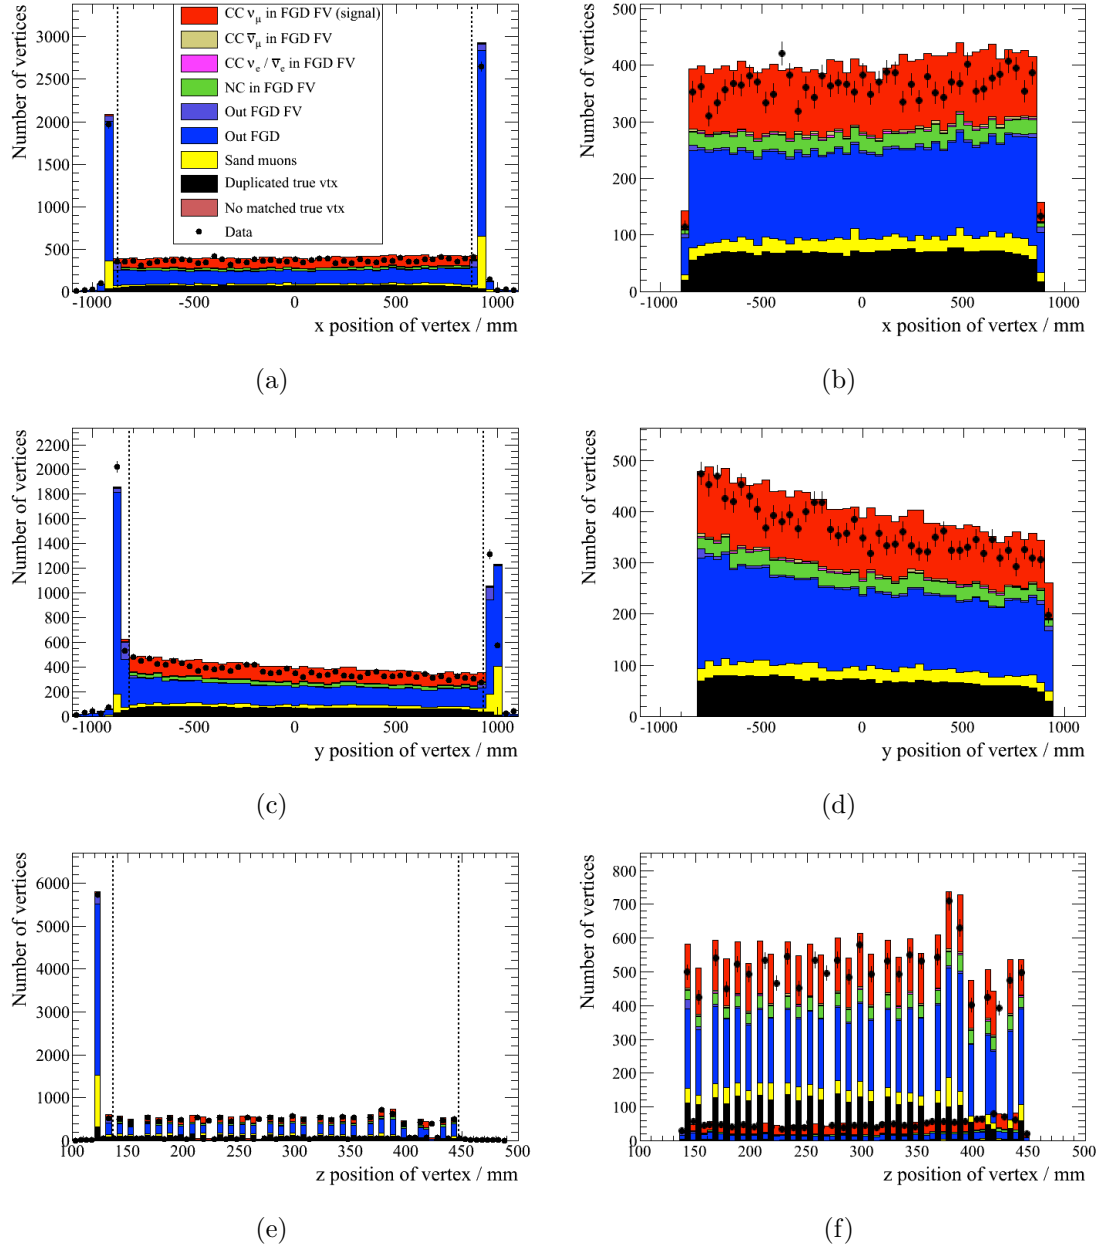 Number of vertices
3000
2500
2000
1500
1000
500
0
CC νμ in FGD FV (signal)
CC ν̅μ in FGD FV
CC νe / ν̅e in FGD FV
NC in FGD FV
Out FGD FV
Out FGD
Sand muons
Duplicated true vtx
No matched true vtx
Data
-1000 -500 0 500 1000
x position of vertex / mm
(a)
Number of vertices
500
400
300
200
100
0
-1000 -500 0 500 1000
x position of vertex / mm
(b)
Number of vertices
2200
2000
1800
1600
1400
1200
1000
800
600
400
200
0
-1000 -500 0 500 1000
y position of vertex / mm
(c)
Number of vertices
500
400
300
200
100
0
-1000 -500 0 500 1000
y position of vertex / mm
(d)
Number of vertices
6000
5000
4000
3000
2000
1000
0
100 150 200 250 300 350 400 450 500
z position of vertex / mm
(e)
Number of vertices
800
700
600
500
400
300
200
100
0
100 150 200 250 300 350 400 450 500
z position of vertex / mm
(f)